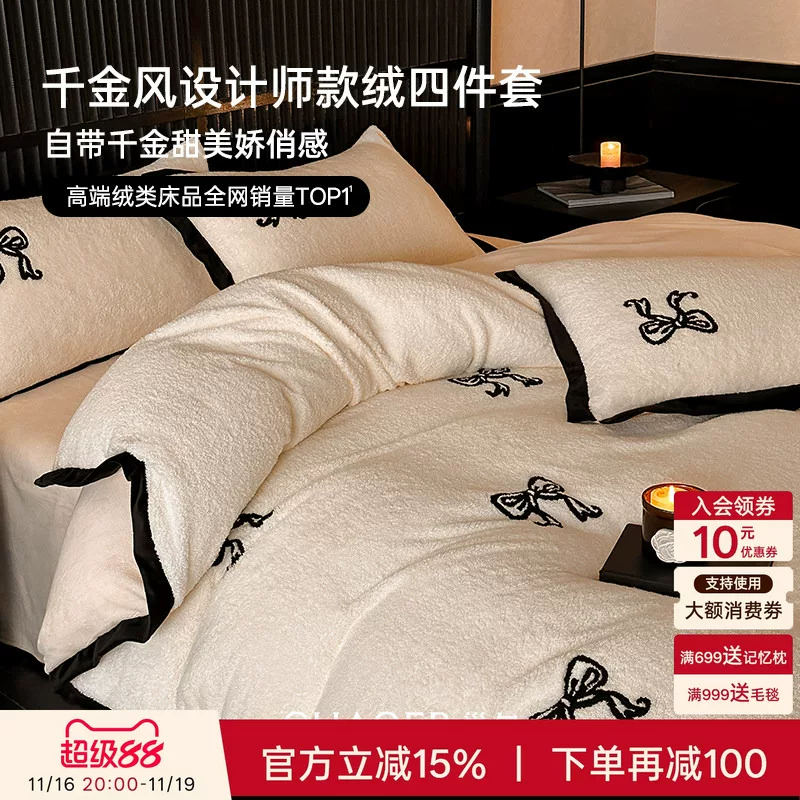 千金风设计师款绒四件套
自带千金甜美娇俏感
高端绒类床品全网销量TOP1¹
入会领券
10元
优惠券
支持使用
大额消费券
满699送记忆枕
满999送毛毯
超级88
11/16 20:00-11/19
官方立减15% | 下单再减100